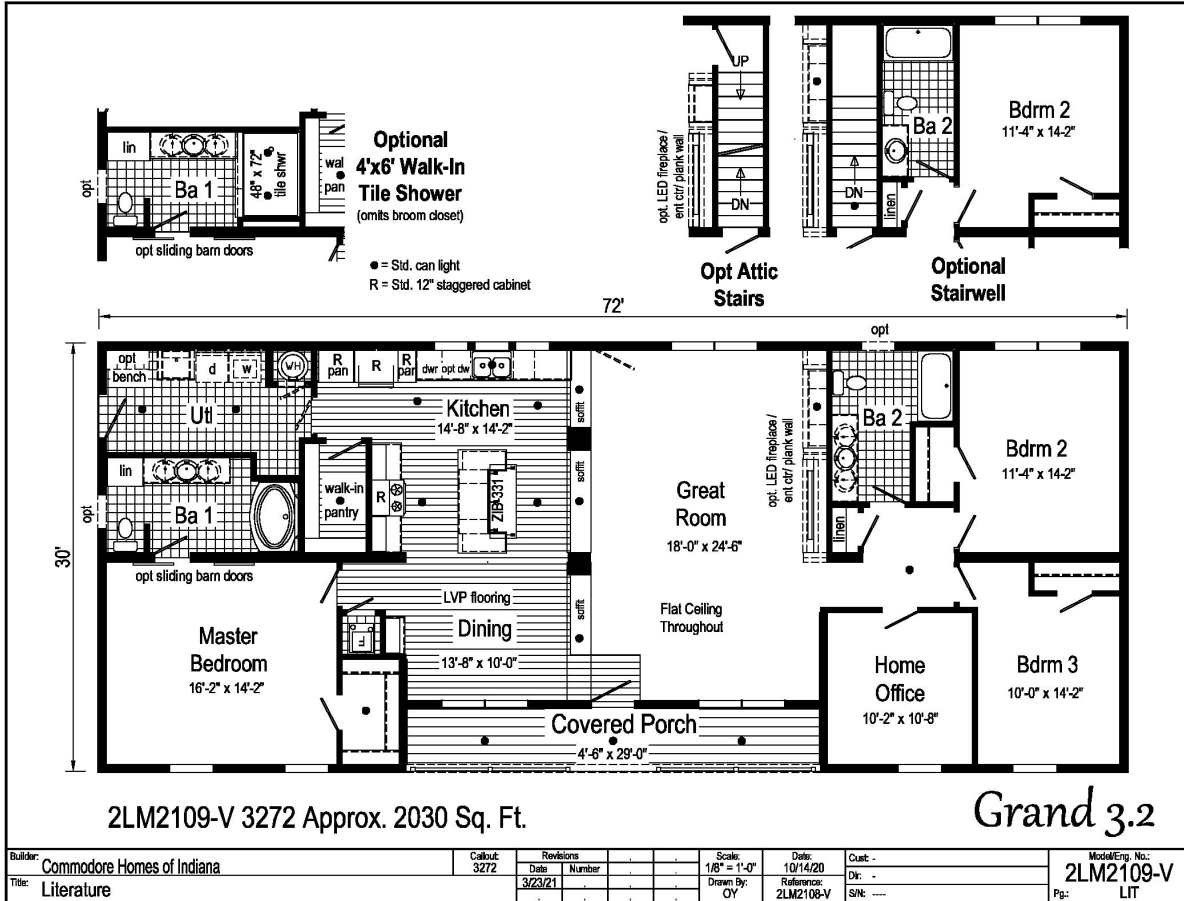 UP
DN
opt. LED fireplace /
ent ctr/ plank wall
Opt Attic
Stairs
DN
linen
Ba 2
Bdrm 2
11'-4" x 14'-2"
Optional
Stairwell
lin
Ba 1
48" x 72"
tile shwr
wal
pan
opt
opt sliding barn doors
Optional
4'x6' Walk-In
Tile Shower
(omits broom closet)
● = Std. can light
R = Std. 12" staggered cabinet
72'
30'
opt
bench
d
w
WH
Utl
R
pan
R
R
par
dwr
opt dw
Kitchen
14'-8" x 14'-2"
soffit
soffit
soffit
lin
Ba 1
opt
opt sliding barn doors
walk-in
pantry
R
ZIB-331
Great
Room
18'-0" x 24'-6"
Flat Ceiling
Throughout
opt. LED fireplace /
ent ctr/ plank wall
opt
Ba 2
linen
Bdrm 2
11'-4" x 14'-2"
Master
Bedroom
16'-2" x 14'-2"
LVP flooring
Dining
13'-8" x 10'-0"
Home
Office
10'-2" x 10'-8"
Bdrm 3
10'-0" x 14'-2"
Covered Porch
4'-6" x 29'-0"
2LM2109-V 3272 Approx. 2030 Sq. Ft.
Grand 3.2
Builder: Commodore Homes of Indiana
Title: Literature
Callout:
3272
Revisions
Date Number
3/23/21
Scale:
1/8" = 1'-0"
Drawn By:
OY
Date:
10/14/20
Reference:
2LM2108-V
Cust: -
Dir: -
S/N: ----
Model/Eng. No.:
2LM2109-V
Pg.: LIT